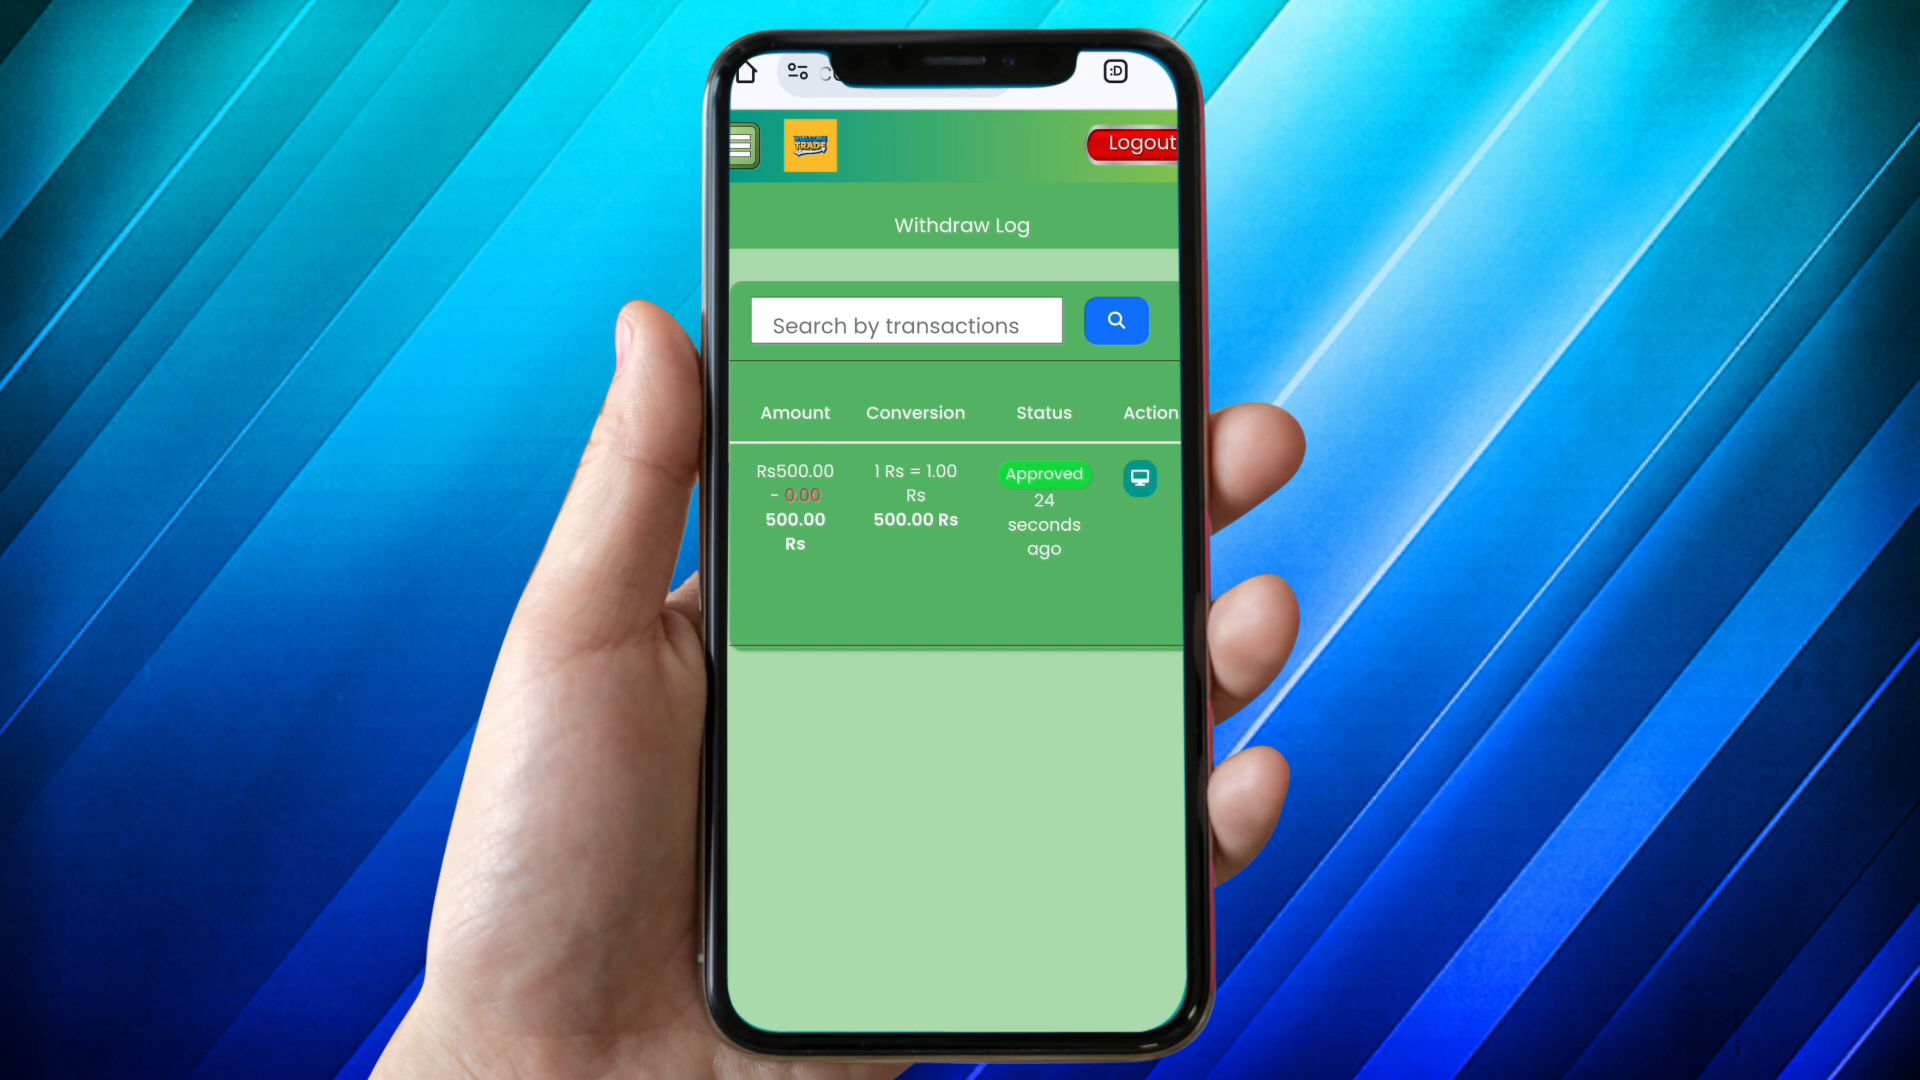 :D
TRADE
Logout
Withdraw Log
Search by transactions
Amount Conversion Status Action
Rs500.00
- 0.00
500.00
Rs
1 Rs = 1.00
Rs
500.00 Rs
Approved
24
seconds
ago